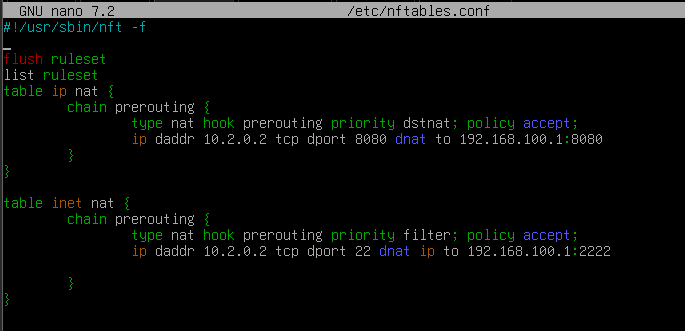 GNU nano 7.2 /etc/nftables.conf
#!/usr/sbin/nft -f
flush ruleset
list ruleset
table ip nat {
chain prerouting {
type nat hook prerouting priority dstnat; policy accept;
ip daddr 10.2.0.2 tcp dport 8080 dnat to 192.168.100.1:8080
}
}
table inet nat {
chain prerouting {
type nat hook prerouting priority filter; policy accept;
ip daddr 10.2.0.2 tcp dport 22 dnat ip to 192.168.100.1:2222
}
}